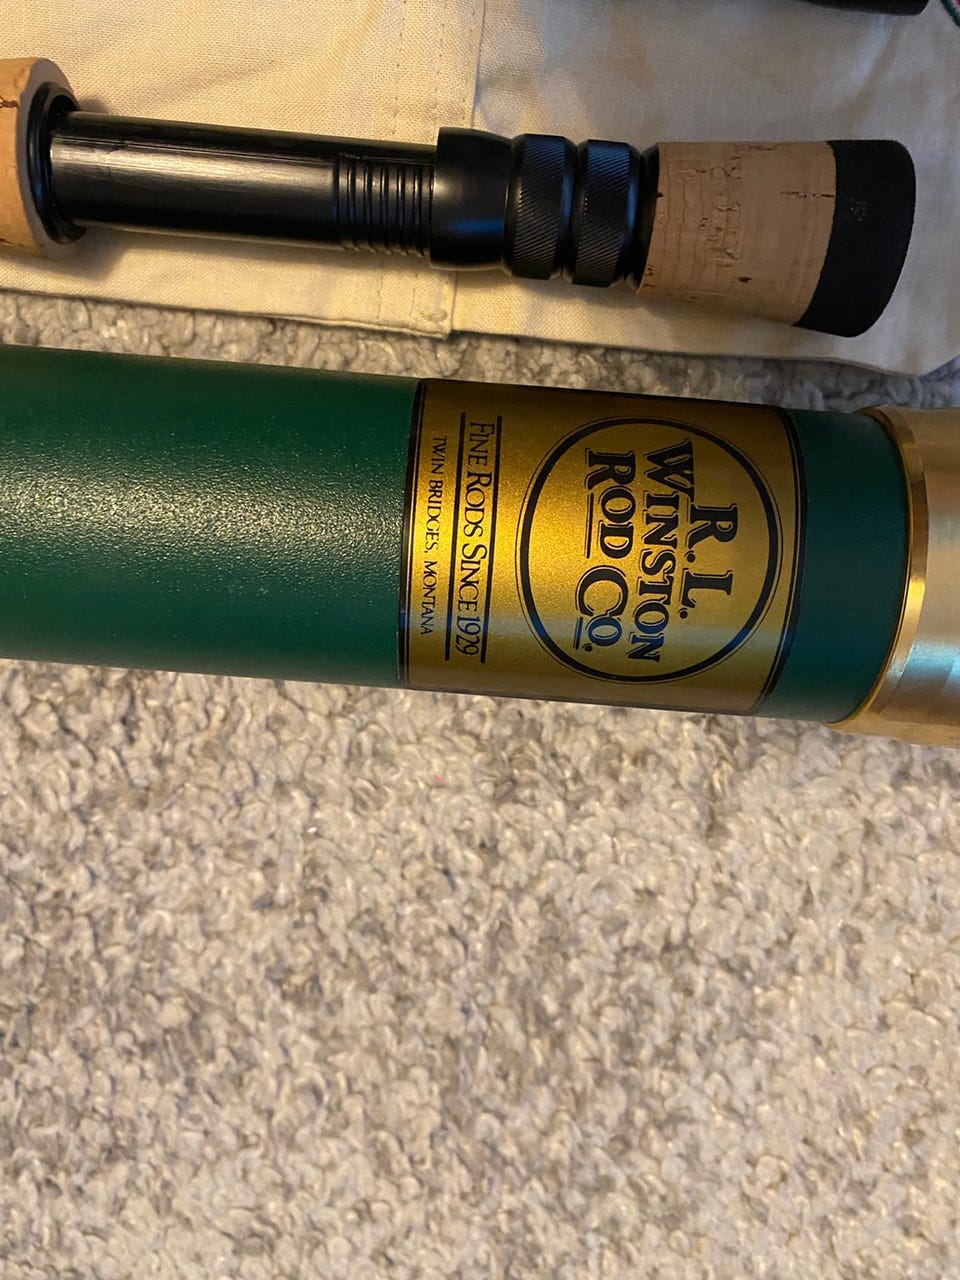 R. L.
WINSTON
ROD CO.
FINE RODS SINCE 1929
TWIN BRIDGES, MONTANA